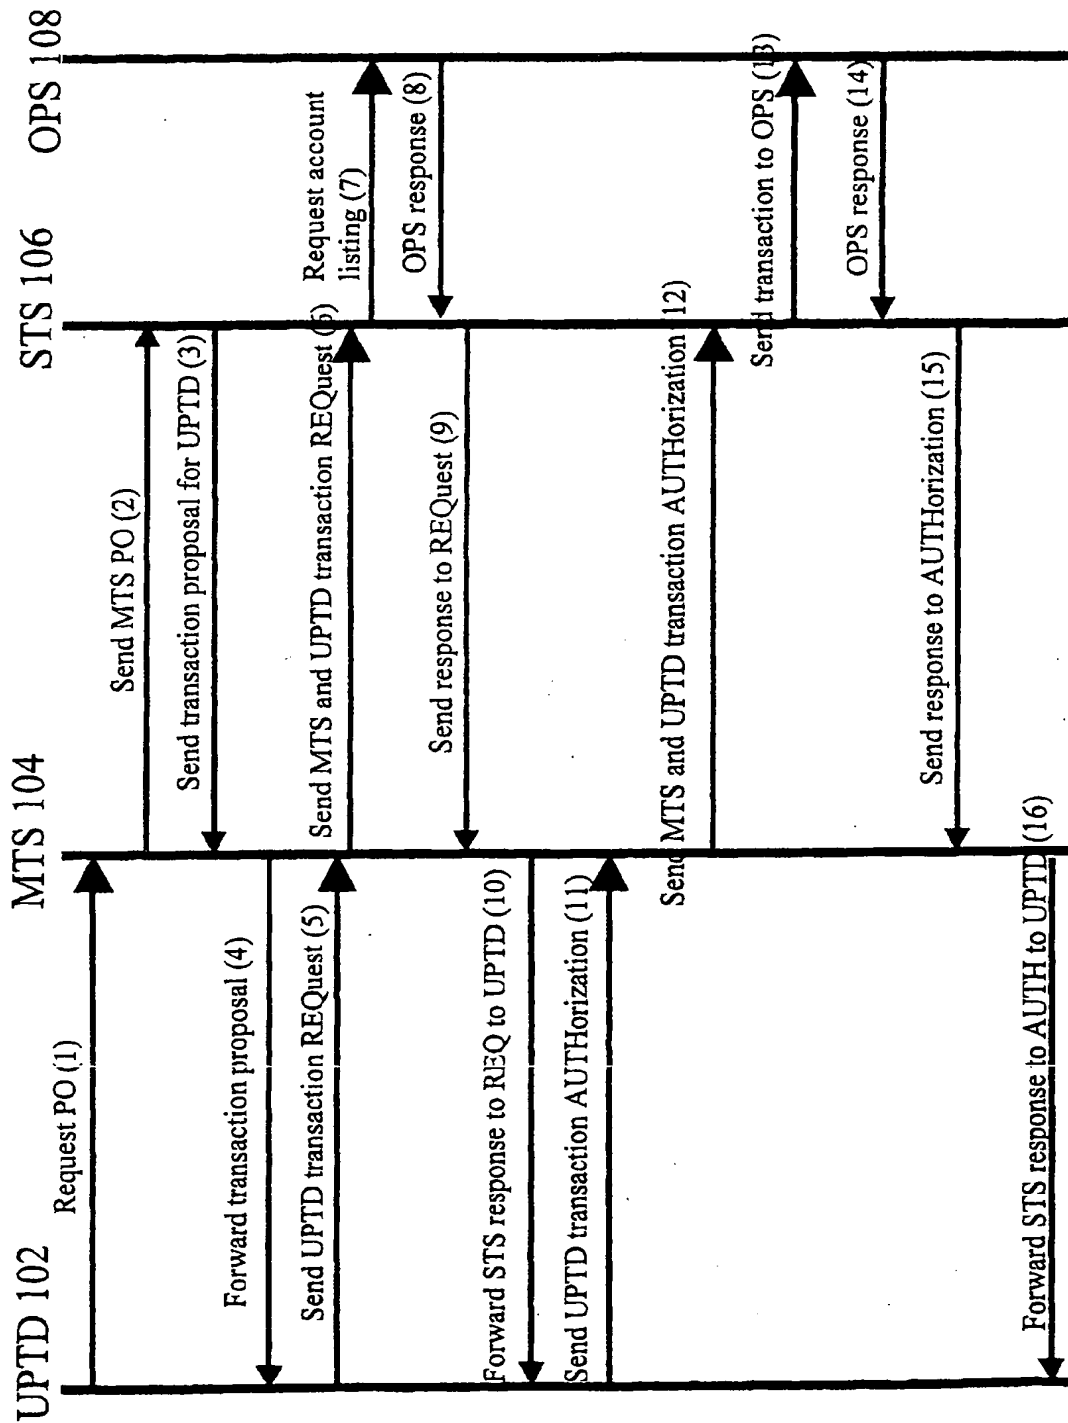 UPTD 102
MTS 104
STS 106
OPS 108
Request PO (1)
Send MTS PO (2)
Send transaction proposal for UPTD (3)
Forward transaction proposal (4)
Send UPTD transaction REQuest (5)
Send MTS and UPTD transaction REQuest (6)
Request account
listing (7)
OPS response (8)
Send response to REQuest (9)
Forward STS response to REQ to UPTD (10)
Send UPTD transaction AUTHorization (11)
Send MTS and UPTD transaction AUTHorization 12)
Send transaction to OPS (13)
OPS response (14)
Send response to AUTHorization (15)
Forward STS response to AUTH to UPTD (16)